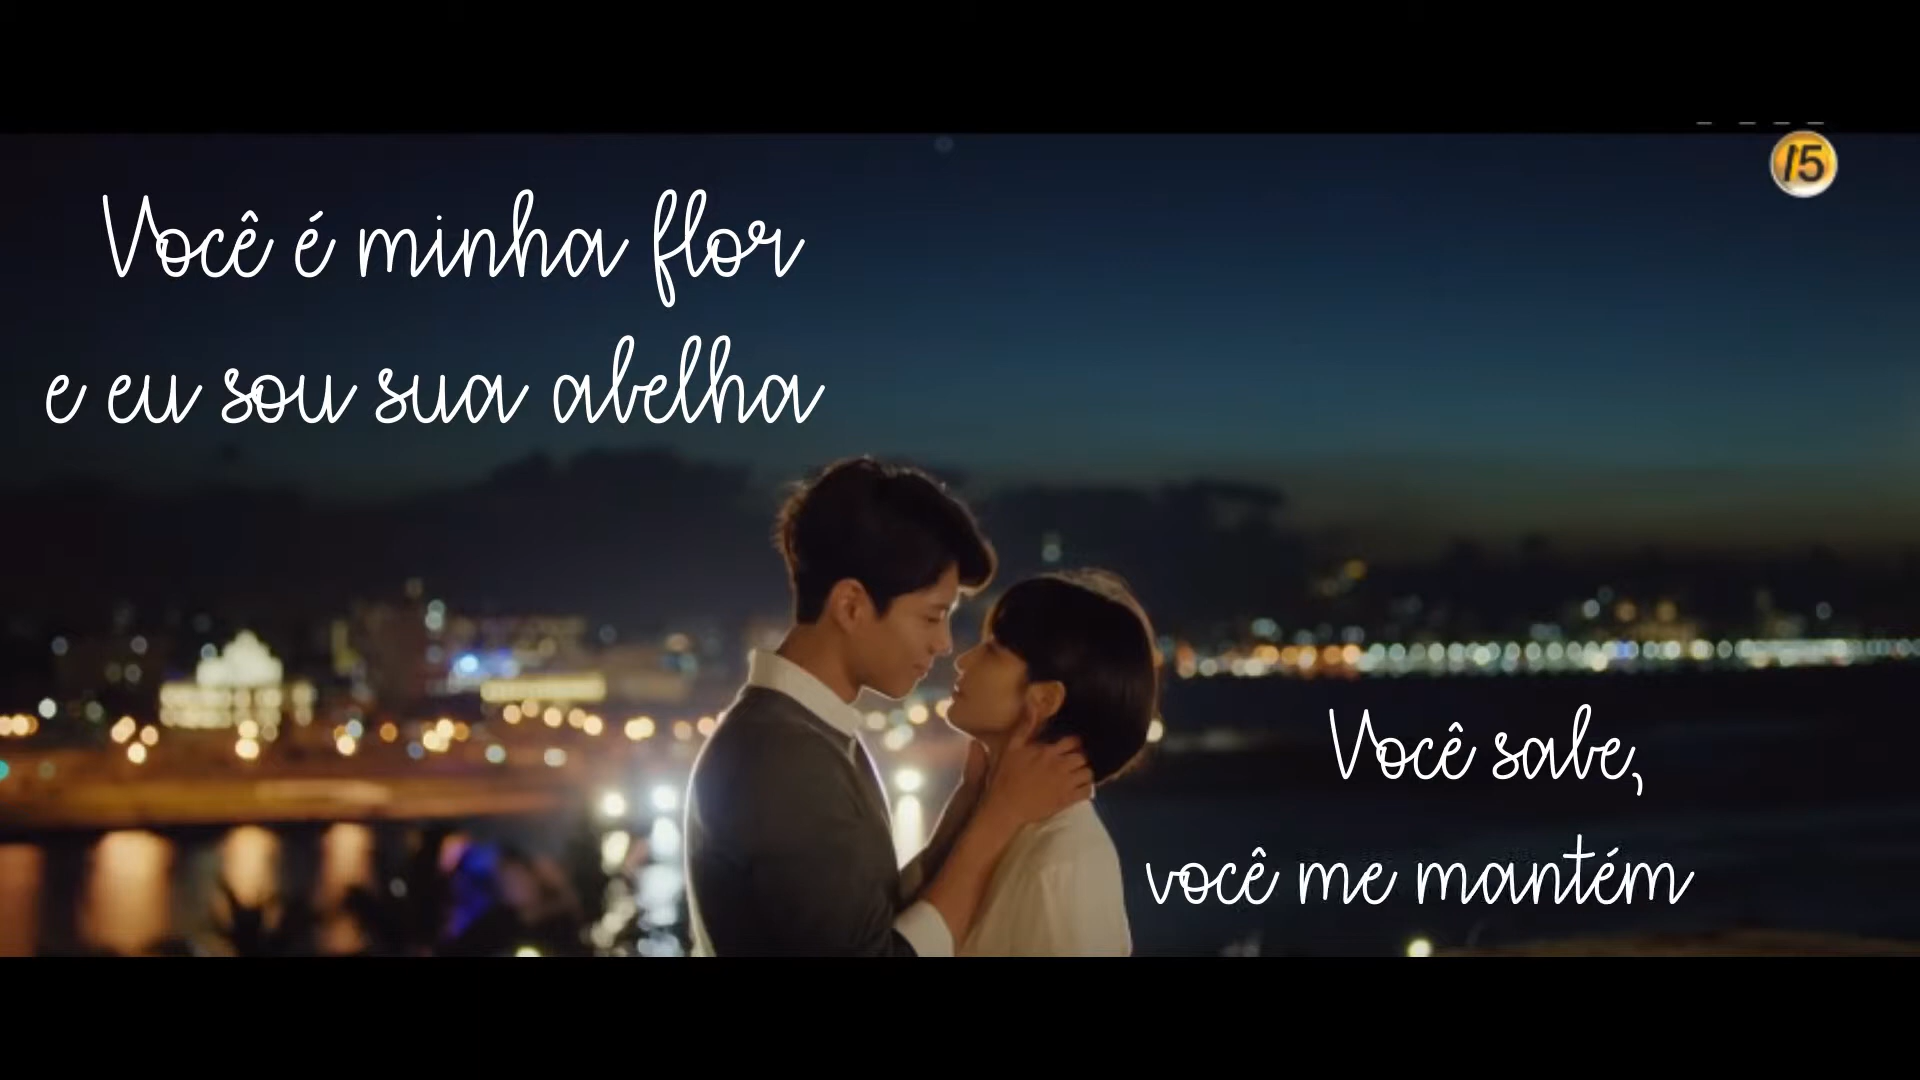 15
Você é minha flor
e eu sou sua abelha
Você sabe,
você me mantém